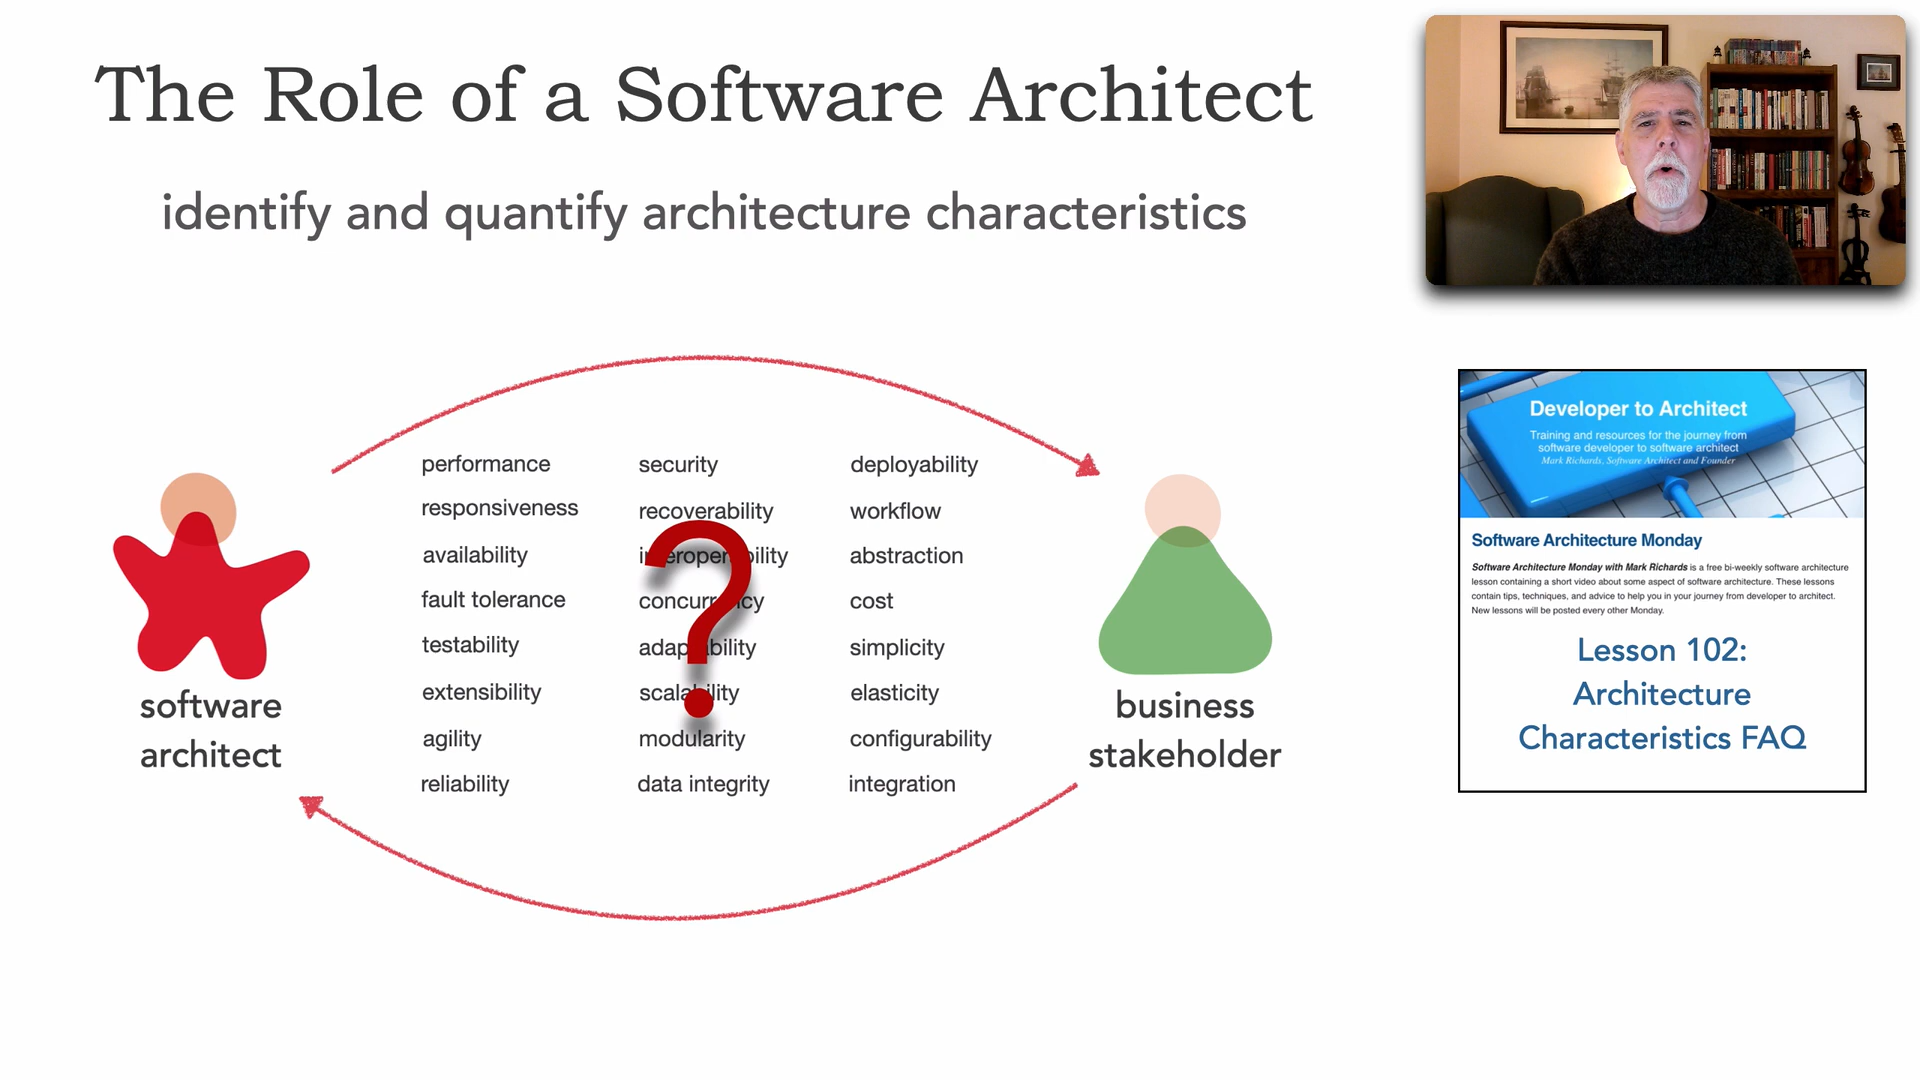 The Role of a Software Architect
identify and quantify architecture characteristics
performance
responsiveness
availability
fault tolerance
testability
extensibility
agility
reliability
security
recoverability
interoperability
concurrency
adaptability
scalability
modularity
data integrity
deployability
workflow
abstraction
cost
simplicity
elasticity
configurability
integration
?
software
architect
business
stakeholder
Developer to Architect
Training and resources for the journey from
software developer to software architect
Mark Richards, Software Architect and Founder
Software Architecture Monday
Software Architecture Monday with Mark Richards is a free bi-weekly software architecture
lesson containing a short video about some aspect of software architecture. These lessons
contain tips, techniques, and advice to help you in your journey from developer to architect.
New lessons will be posted every other Monday.
Lesson 102:
Architecture
Characteristics FAQ